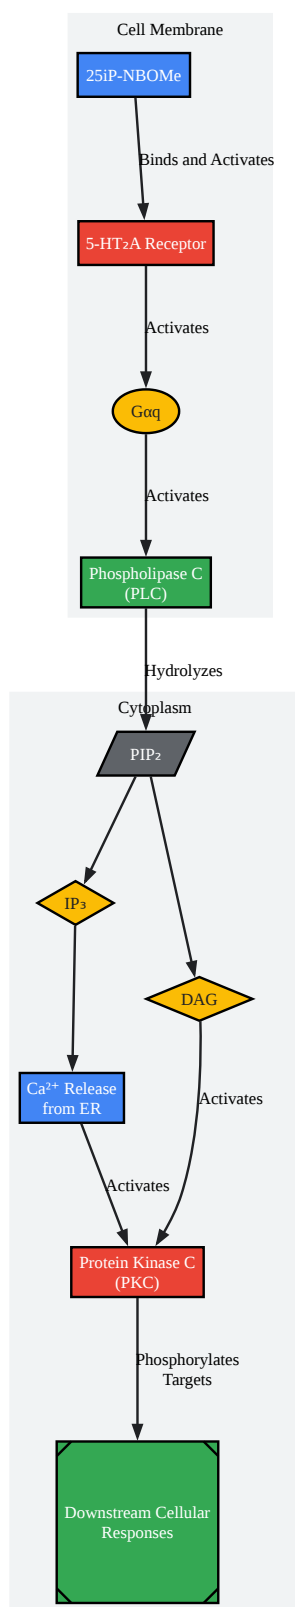 Cell Membrane
25iP-NBOMe
Binds and Activates
5-HT₂A Receptor
Activates
Gαq
Activates
Phospholipase C
(PLC)
Hydrolyzes
Cytoplasm
PIP₂
IP₃
DAG
Ca²⁺ Release
from ER
Activates
Activates
Protein Kinase C
(PKC)
Phosphorylates
Targets
Downstream Cellular
Responses